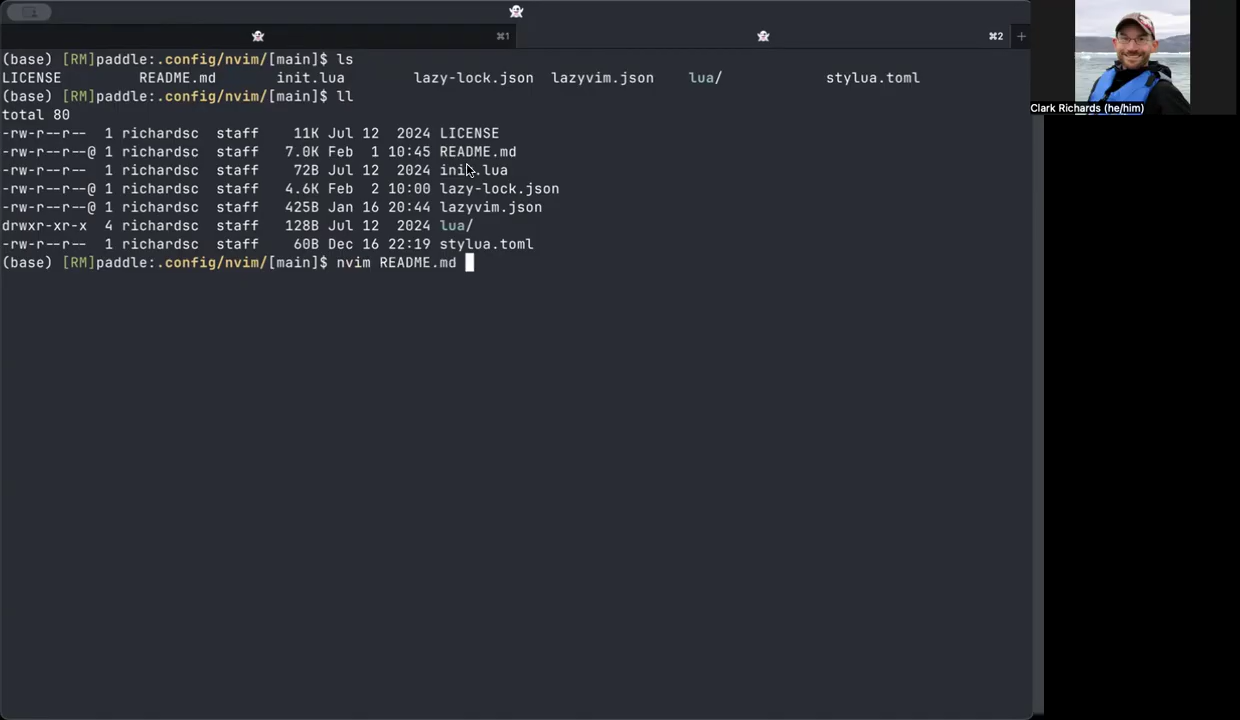 ⌘1
⌘2 +
(base) [RM]paddle:.config/nvim/[main]$ ls
LICENSE README.md init.lua lazy-lock.json lazyvim.json lua/ stylua.toml
(base) [RM]paddle:.config/nvim/[main]$ ll
total 80
-rw-r--r-- 1 richardsc staff 11K Jul 12 2024 LICENSE
-rw-r--r--@ 1 richardsc staff 7.0K Feb 1 10:45 README.md
-rw-r--r-- 1 richardsc staff 72B Jul 12 2024 init.lua
-rw-r--r--@ 1 richardsc staff 4.6K Feb 2 10:00 lazy-lock.json
-rw-r--r--@ 1 richardsc staff 425B Jan 16 20:44 lazyvim.json
drwxr-xr-x 4 richardsc staff 128B Jul 12 2024 lua/
-rw-r--r-- 1 richardsc staff 60B Dec 16 22:19 stylua.toml
(base) [RM]paddle:.config/nvim/[main]$ nvim README.md
Clark Richards (he/him)